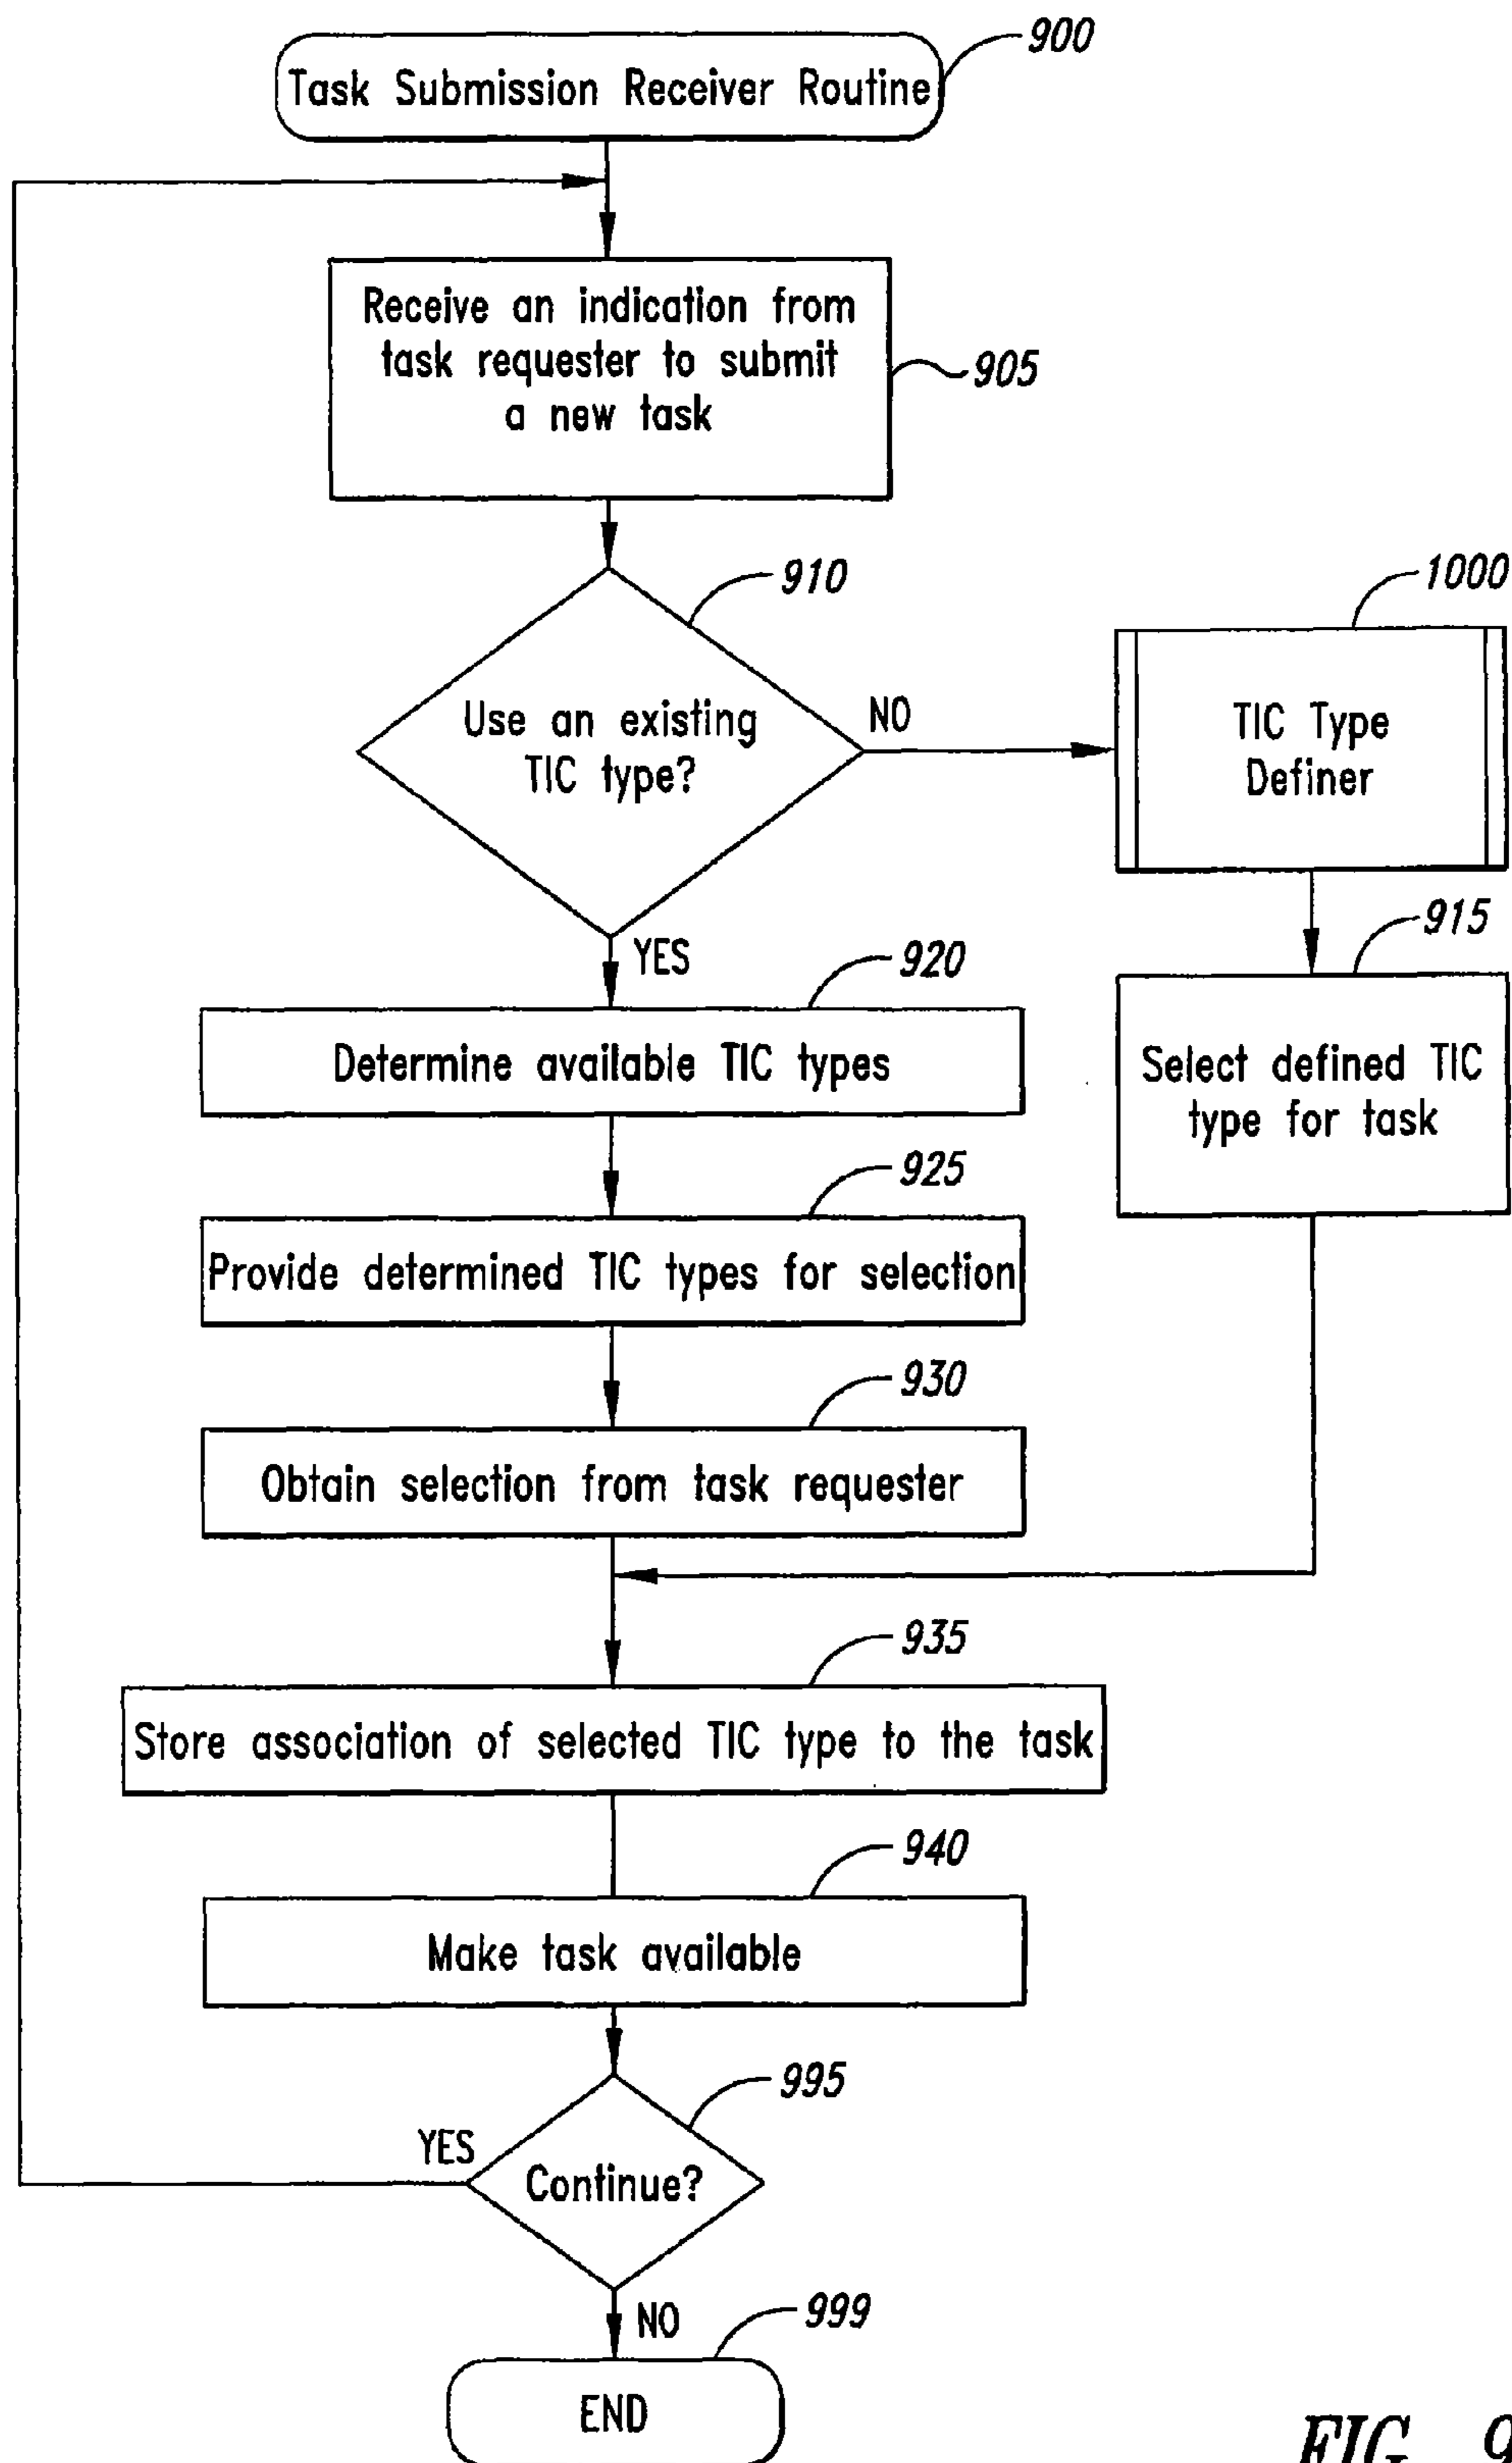 Task Submission Receiver Routine
900
Receive an indication from
task requester to submit
a new task
905
910
Use an existing
TIC type?
NO
1000
TIC Type
Definer
YES
920
Determine available TIC types
915
Select defined TIC
type for task
925
Provide determined TIC types for selection
930
Obtain selection from task requester
935
Store association of selected TIC type to the task
940
Make task available
995
YES
Continue?
NO
999
END
FIG. 9